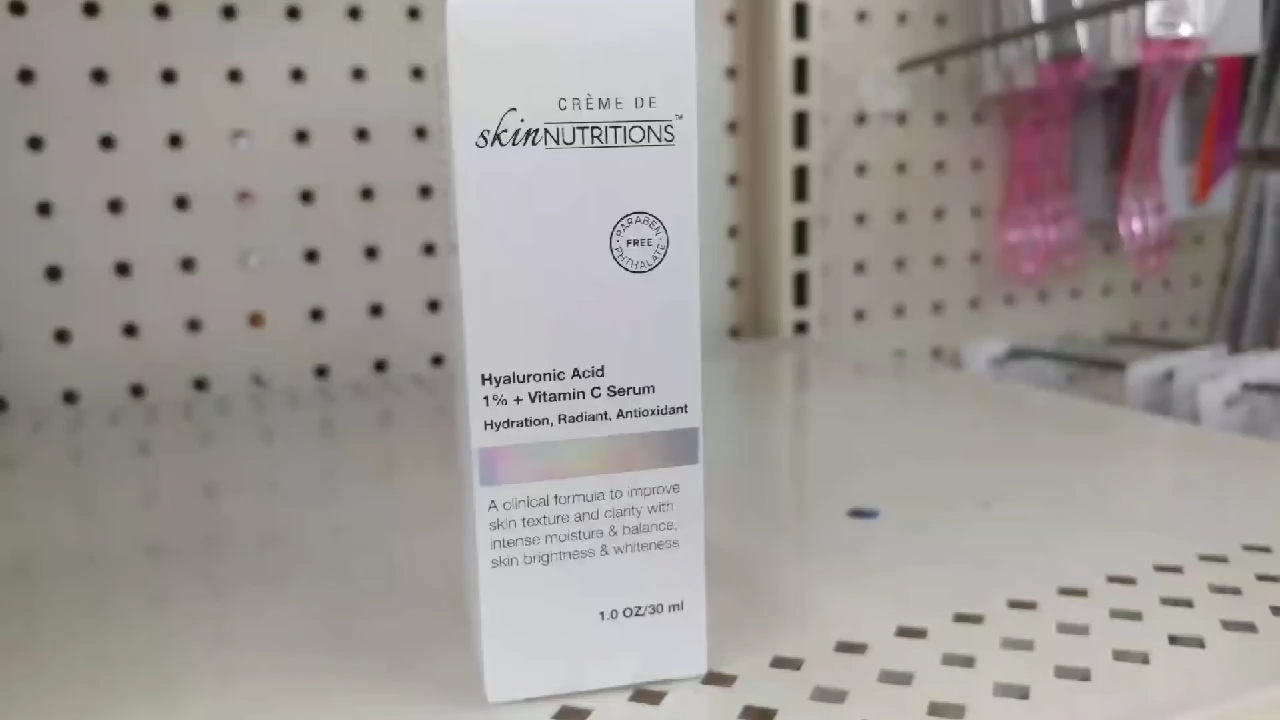 CRÈME DE
skinNUTRITIONS™
PARABEN
FREE
PHTHALATE
Hyaluronic Acid
1% + Vitamin C Serum
Hydration, Radiant, Antioxidant
A clinical formula to improve
skin texture and clarity with
intense moisture & balance,
skin brightness & whiteness
1.0 OZ/30 ml